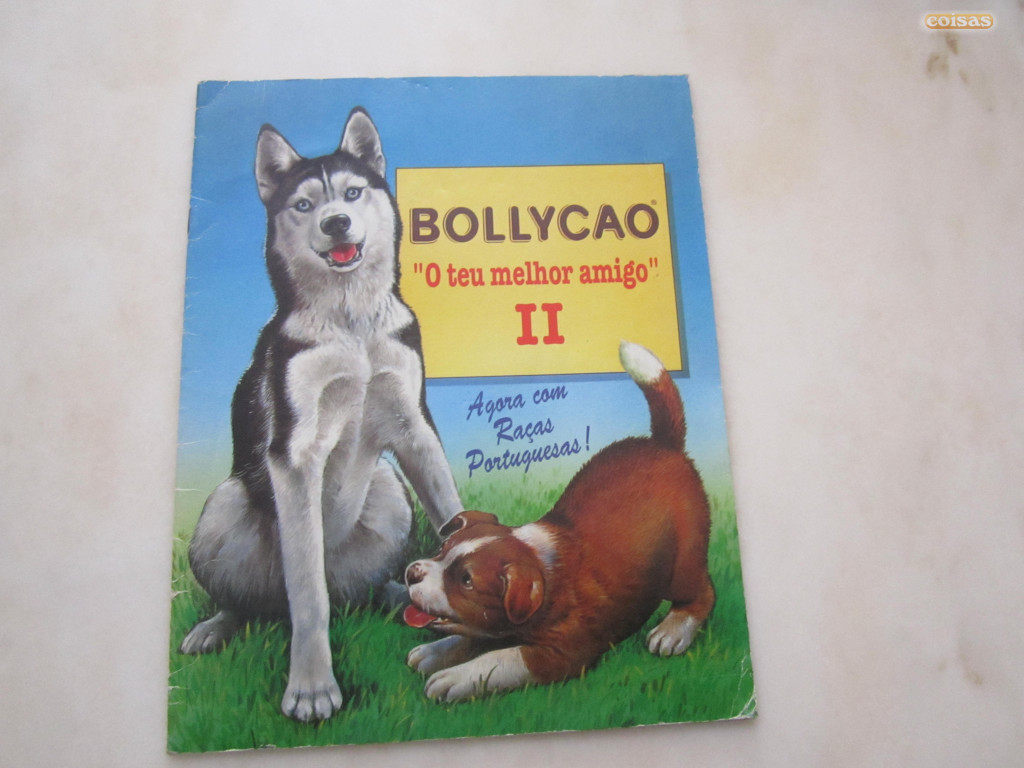 coisas
BOLLYCAO®
"O teu melhor amigo"
II
Agora com
Raças
Portuguesas!